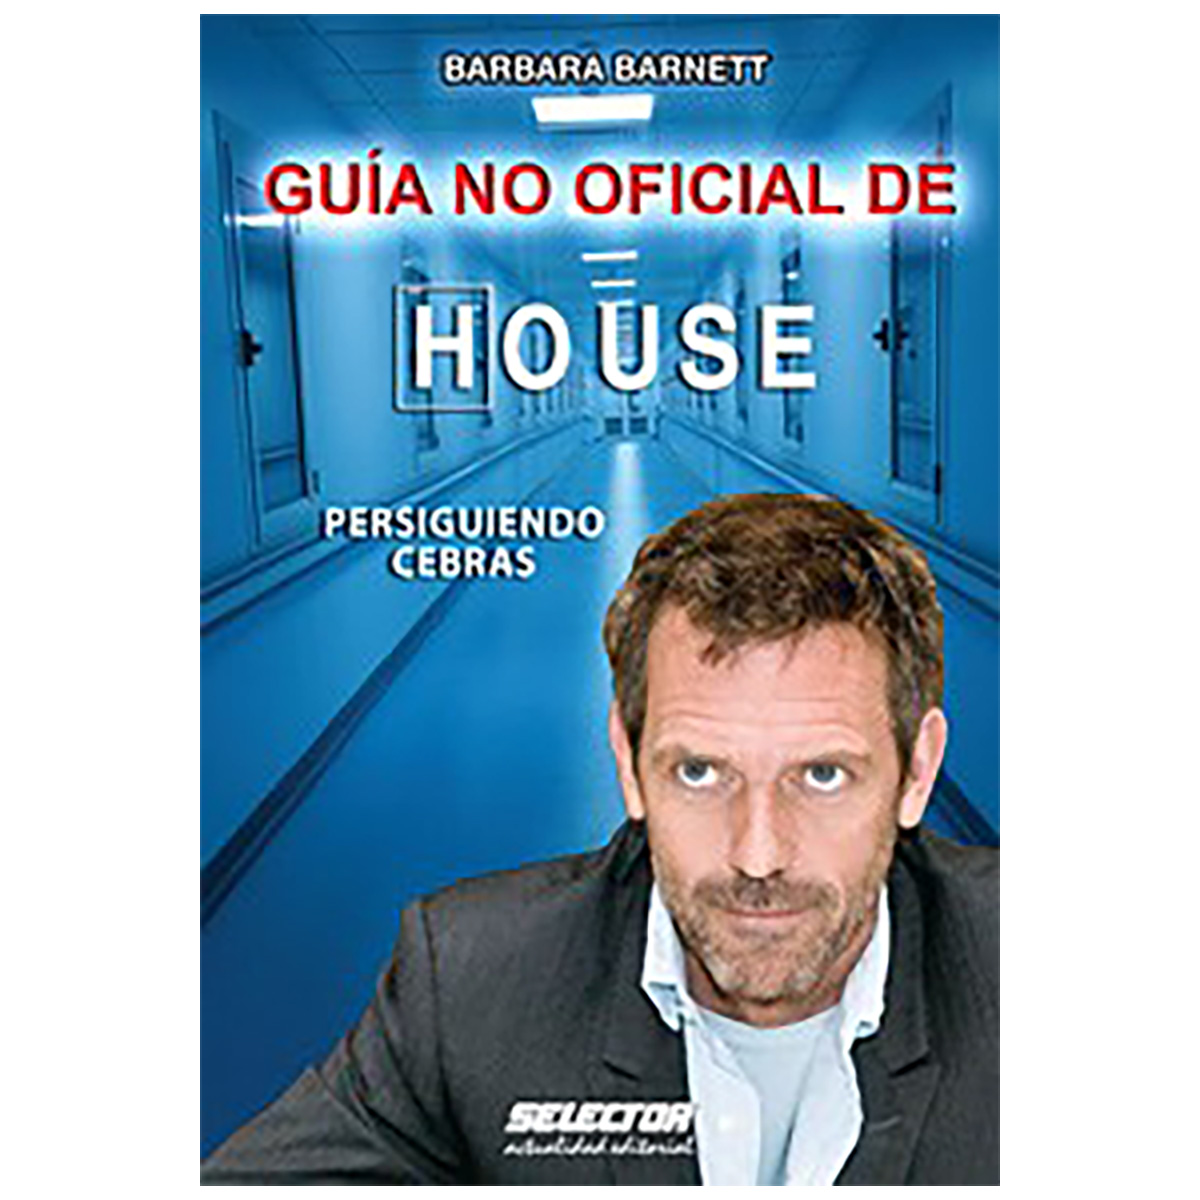 BARBARA BARNETT
GUÍA NO OFICIAL DE
HOUSE
PERSIGUIENDO
CEBRAS
SELECTOR
actualidad editorial